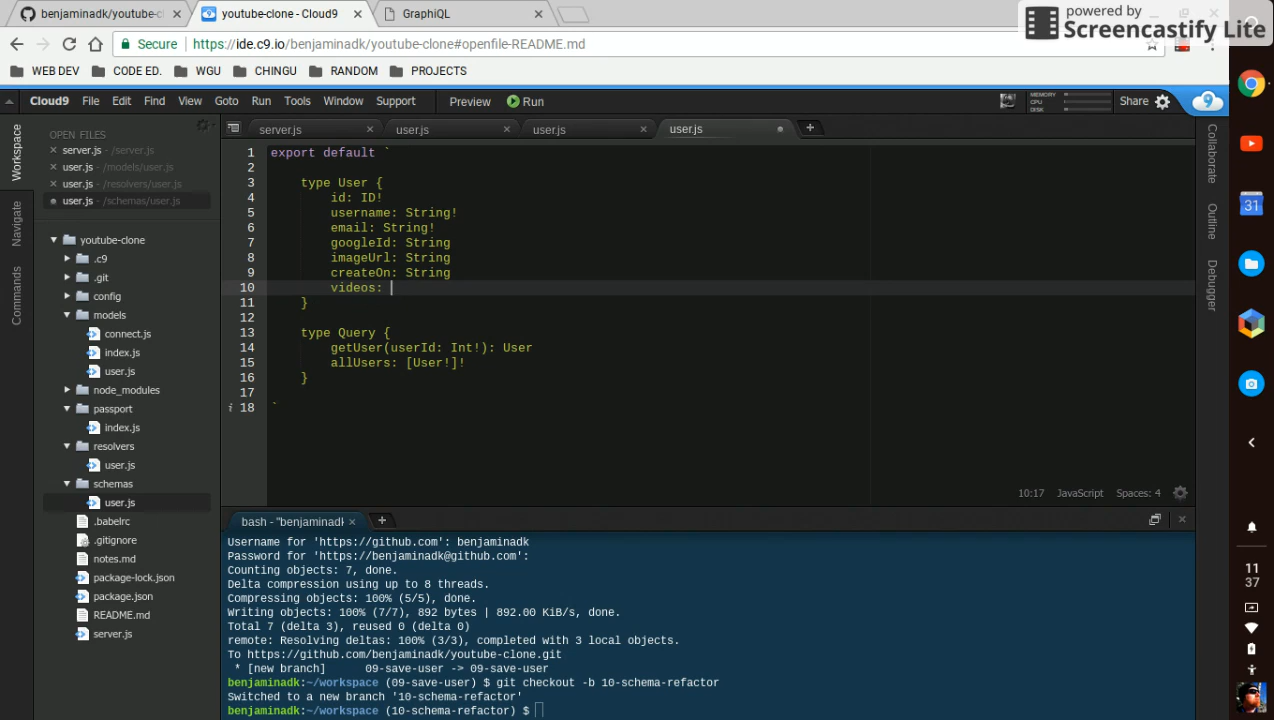 benjaminadk/youtube-c
youtube-clone - Cloud9
GraphiQL
powered by
Screencastify Lite
Secure
https://ide.c9.io/benjaminadk/youtube-clone#openfile-README.md
WEB DEV
CODE ED.
WGU
CHINGU
RANDOM
PROJECTS
Cloud9 File Edit Find View Goto Run Tools Window Support Preview Run
MEMORY
CPU
DISK
Share
Workspace
Navigate
Commands
OPEN FILES
server.js - /server.js
user.js - /models/user.js
user.js - /resolvers/user.js
user.js - /schemas/user.js
youtube-clone
.c9
.git
config
models
connect.js
index.js
user.js
node_modules
passport
index.js
resolvers
user.js
schemas
user.js
.babelrc
.gitignore
notes.md
package-lock.json
package.json
README.md
server.js
server.js
user.js
user.js
user.js
1 export default `
2
3 type User {
4 id: ID!
5 username: String!
6 email: String!
7 googleId: String
8 imageUrl: String
9 createOn: String
10 videos:
11 }
12
13 type Query {
14 getUser(userId: Int!): User
15 allUsers: [User!]!
16 }
17
18 `
10:17 JavaScript Spaces: 4
Collaborate
Outline
Debugger
bash - "benjaminadk
Username for 'https://github.com': benjaminadk
Password for 'https://benjaminadk@github.com':
Counting objects: 7, done.
Delta compression using up to 8 threads.
Compressing objects: 100% (5/5), done.
Writing objects: 100% (7/7), 892 bytes | 892.00 KiB/s, done.
Total 7 (delta 3), reused 0 (delta 0)
remote: Resolving deltas: 100% (3/3), completed with 3 local objects.
To https://github.com/benjaminadk/youtube-clone.git
* [new branch] 09-save-user -> 09-save-user
benjaminadk:~/workspace (09-save-user) $ git checkout -b 10-schema-refactor
Switched to a new branch '10-schema-refactor'
benjaminadk:~/workspace (10-schema-refactor) $
31
11
37